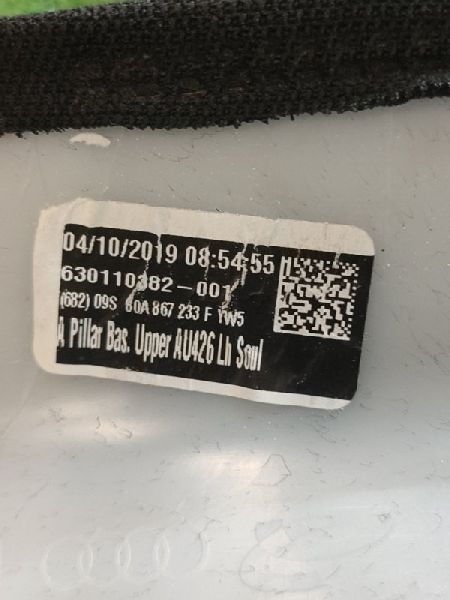 04/10/2019 08:54:55
630110382-001
(682) 09S 80A 867 233 F YW5
A Pillar Bas. Upper AU426 Lh Soul